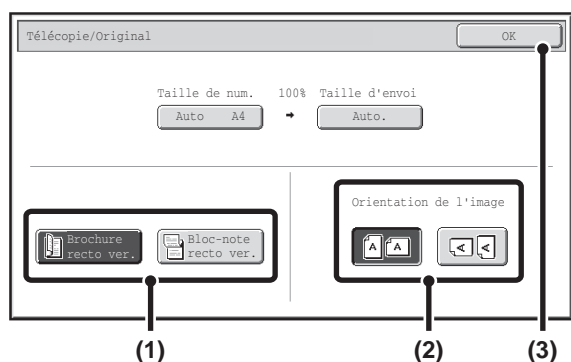 Télécopie/Original
OK
Taille de num. 100% Taille d'envoi
Auto A4 → Auto.
Orientation de l'image
Brochure
recto ver.
Bloc-note
recto ver.
A A A A
(1) (2) (3)